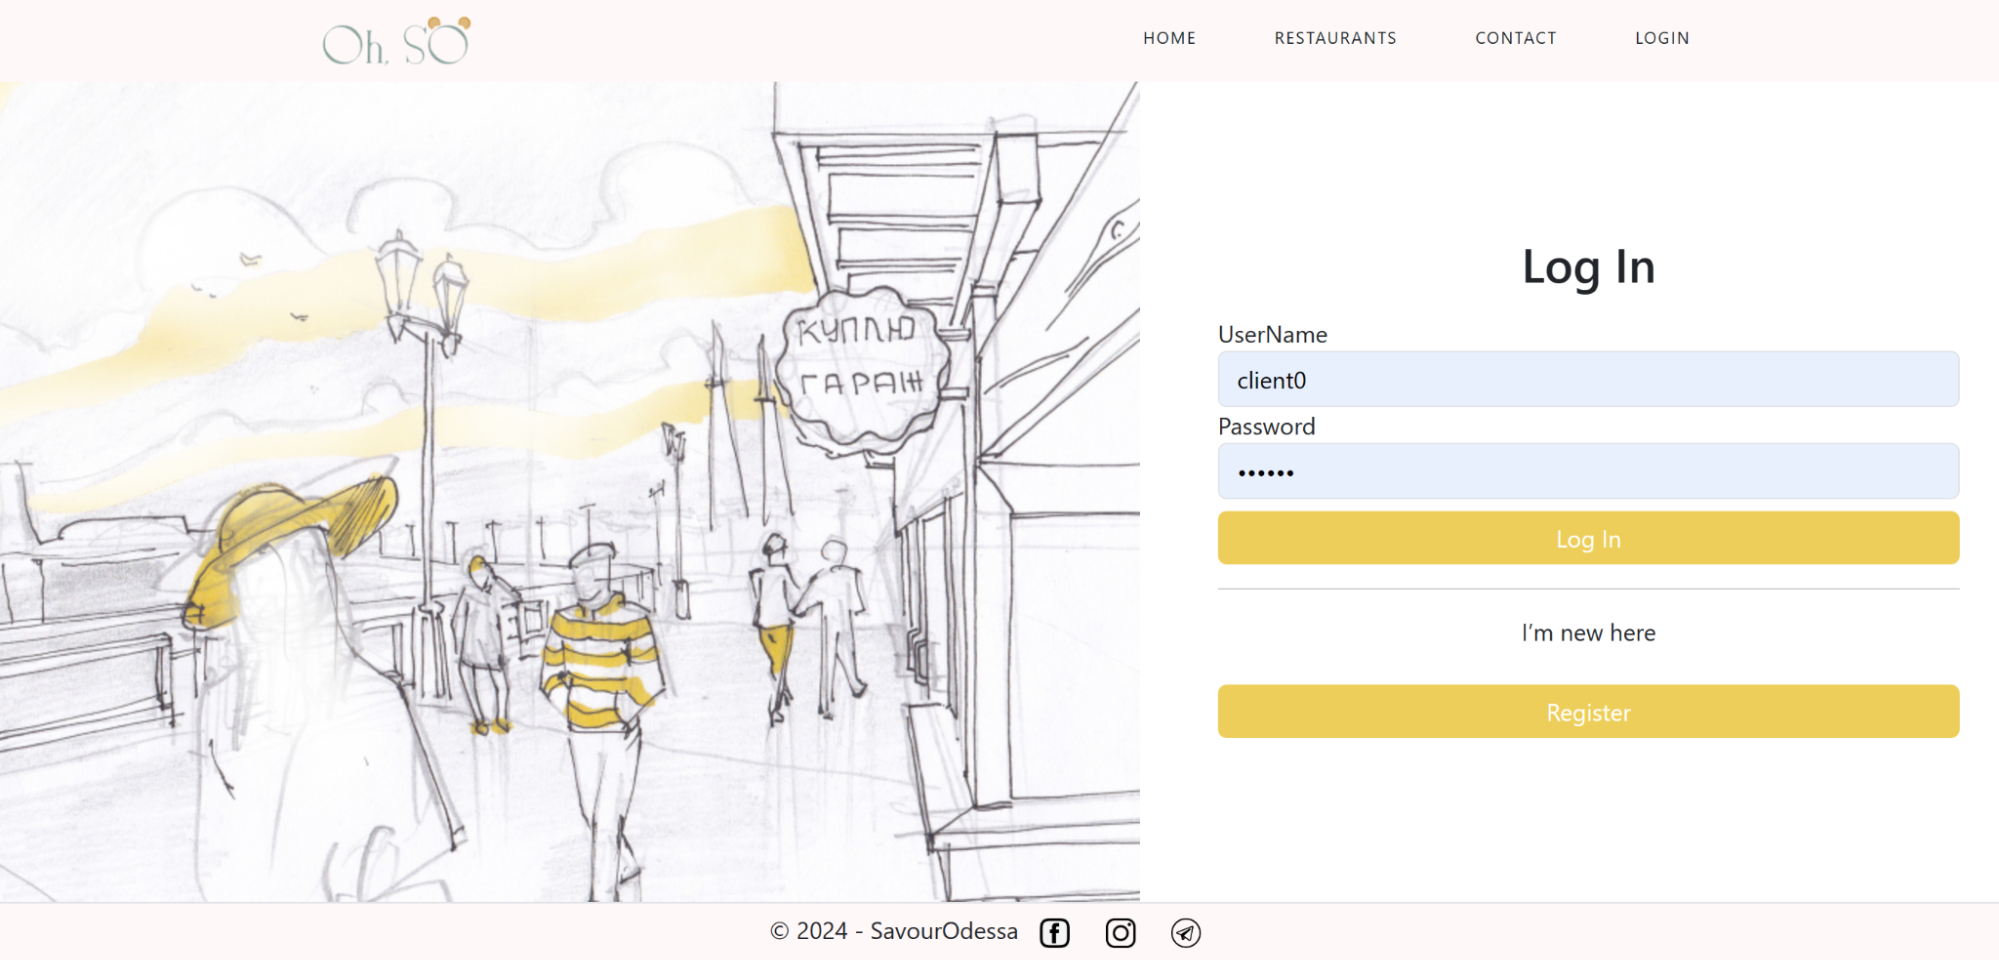 Oh, SO
HOME
RESTAURANTS
CONTACT
LOGIN
КУПЛЮ
ГАРАЖ
Log In
UserName
client0
Password
••••••
Log In
I'm new here
Register
© 2024 - SavourOdessa